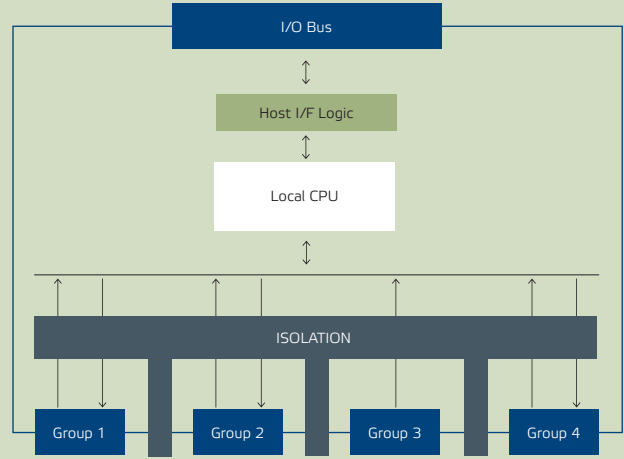 I/O Bus
Host I/F Logic
Local CPU
ISOLATION
Group 1
Group 2
Group 3
Group 4